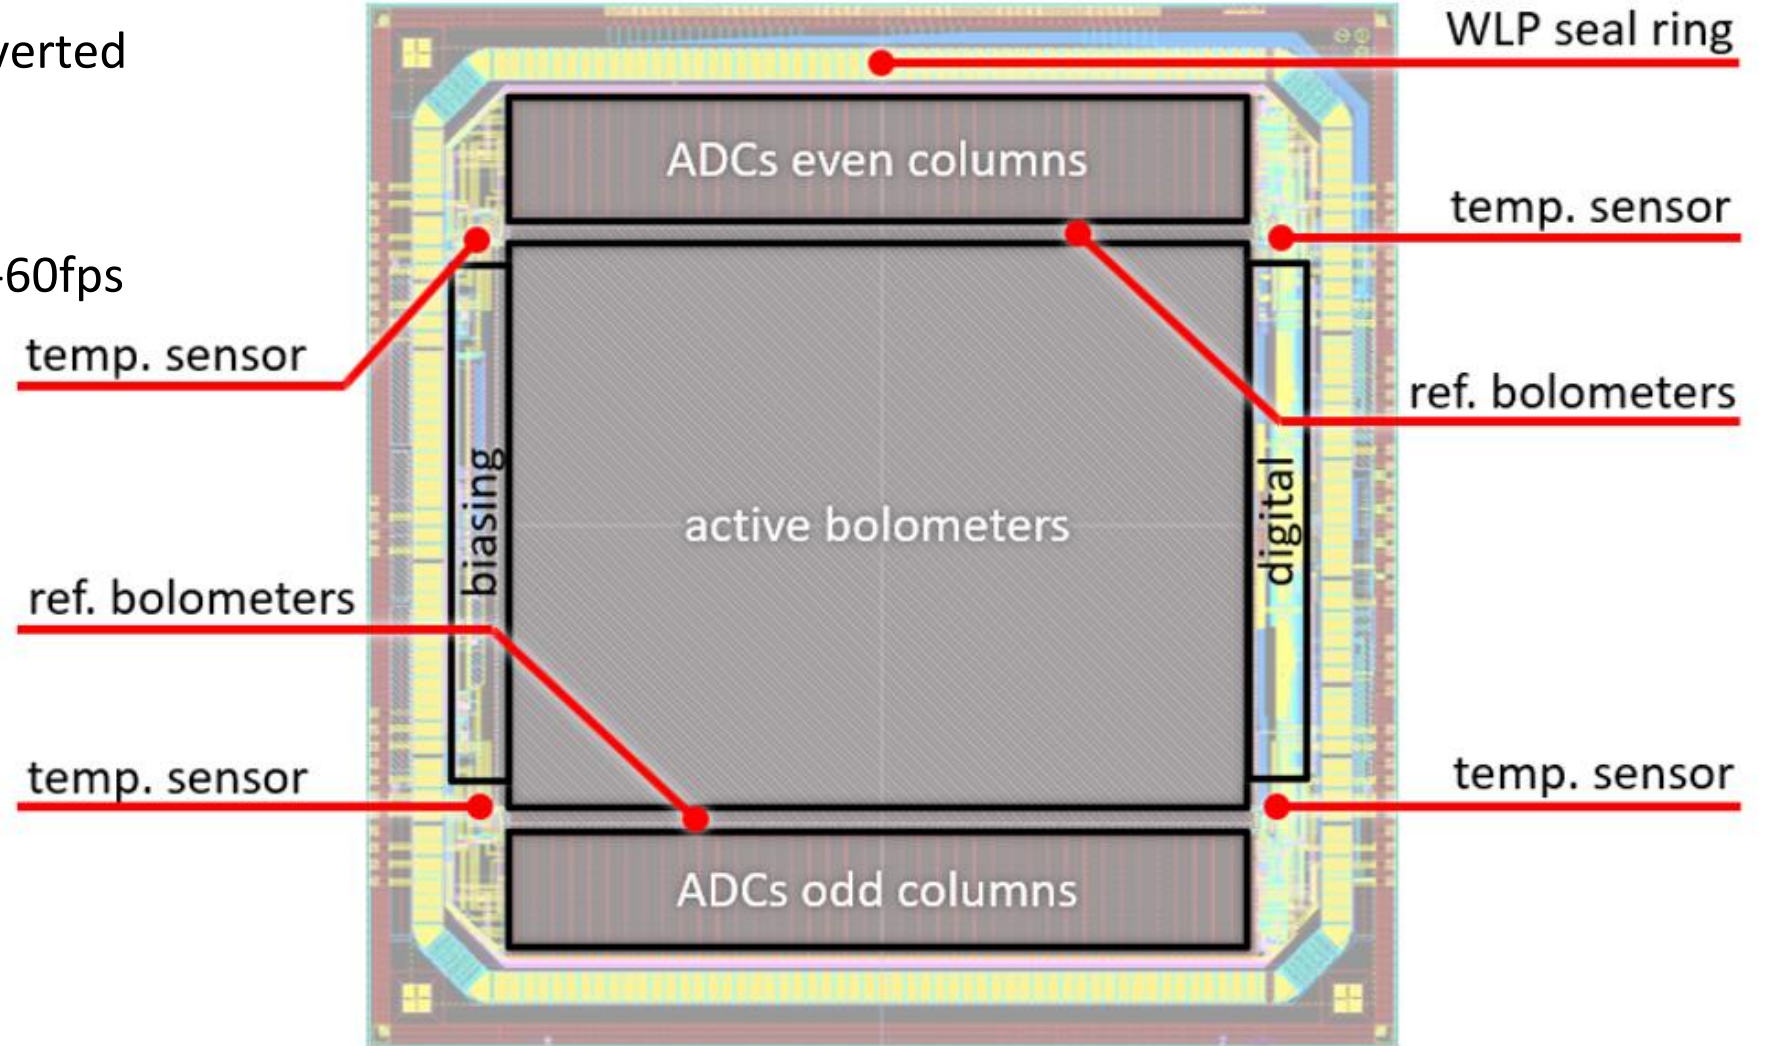 verted
WLP seal ring
ADCs even columns
temp. sensor
60fps
temp. sensor
ref. bolometers
biasing
active bolometers
digital
ref. bolometers
temp. sensor
temp. sensor
ADCs odd columns